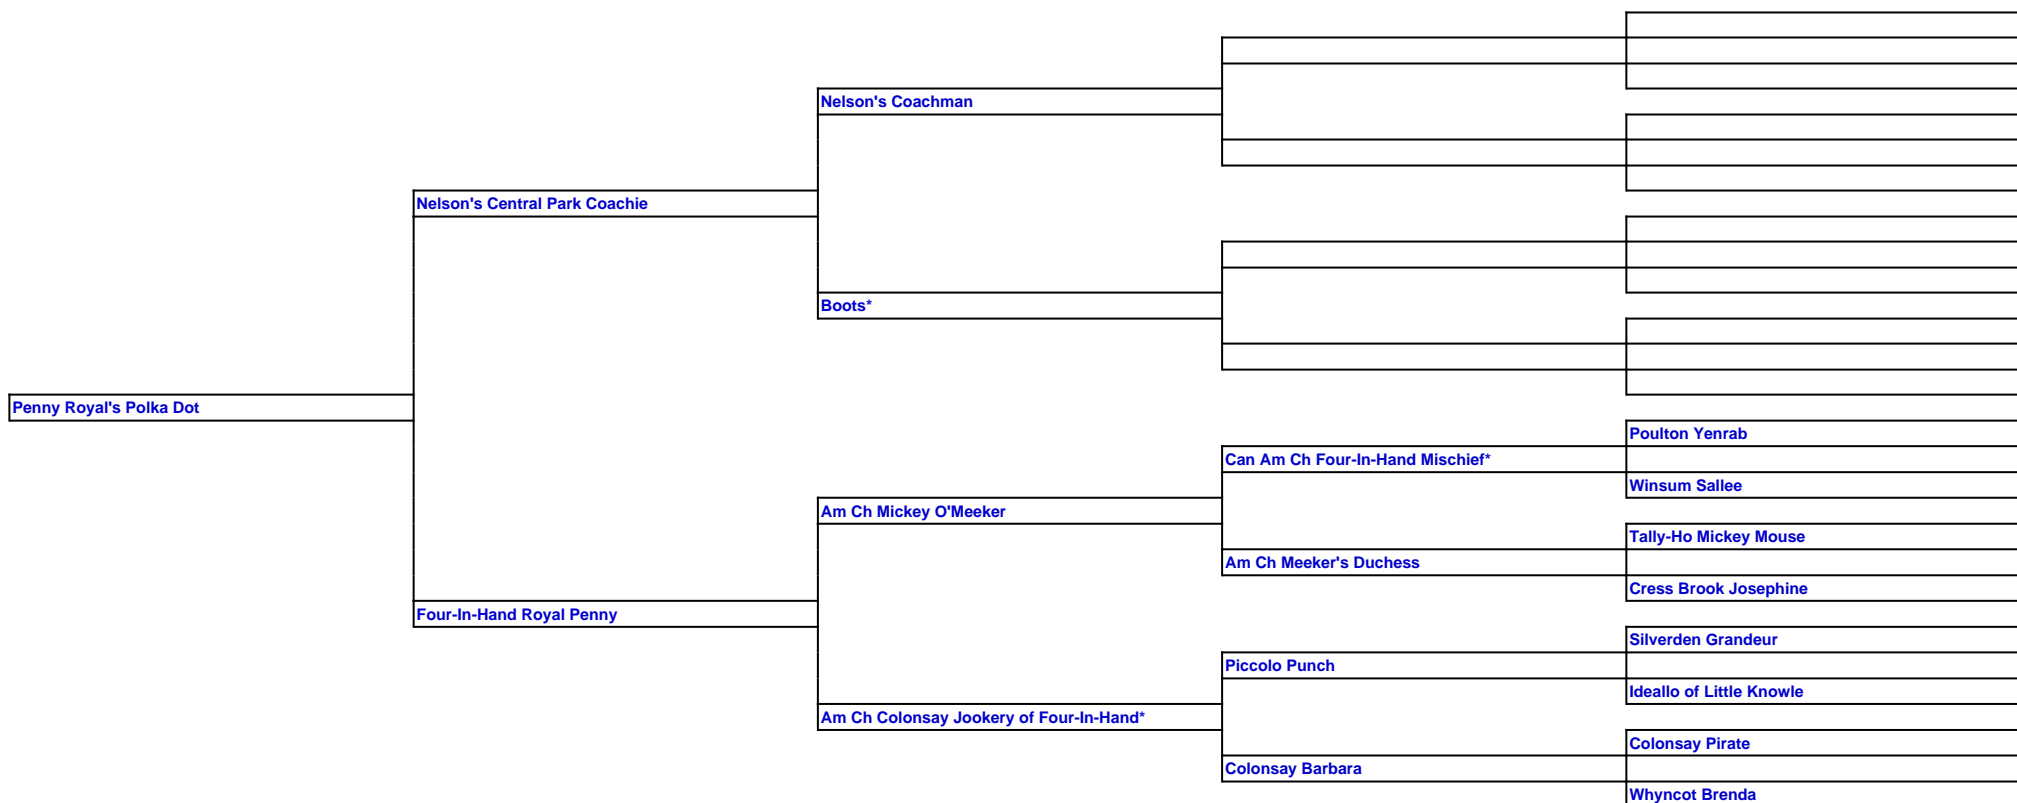 Nelson's Coachman
Nelson's Central Park Coachie
Boots*
Penny Royal's Polka Dot
Poulton Yenrab
Can Am Ch Four-In-Hand Mischief*
Winsum Sallee
Am Ch Mickey O'Meeker
Tally-Ho Mickey Mouse
Am Ch Meeker's Duchess
Cress Brook Josephine
Four-In-Hand Royal Penny
Silverden Grandeur
Piccolo Punch
Ideallo of Little Knowle
Am Ch Colonsay Jookery of Four-In-Hand*
Colonsay Pirate
Colonsay Barbara
Whyncot Brenda